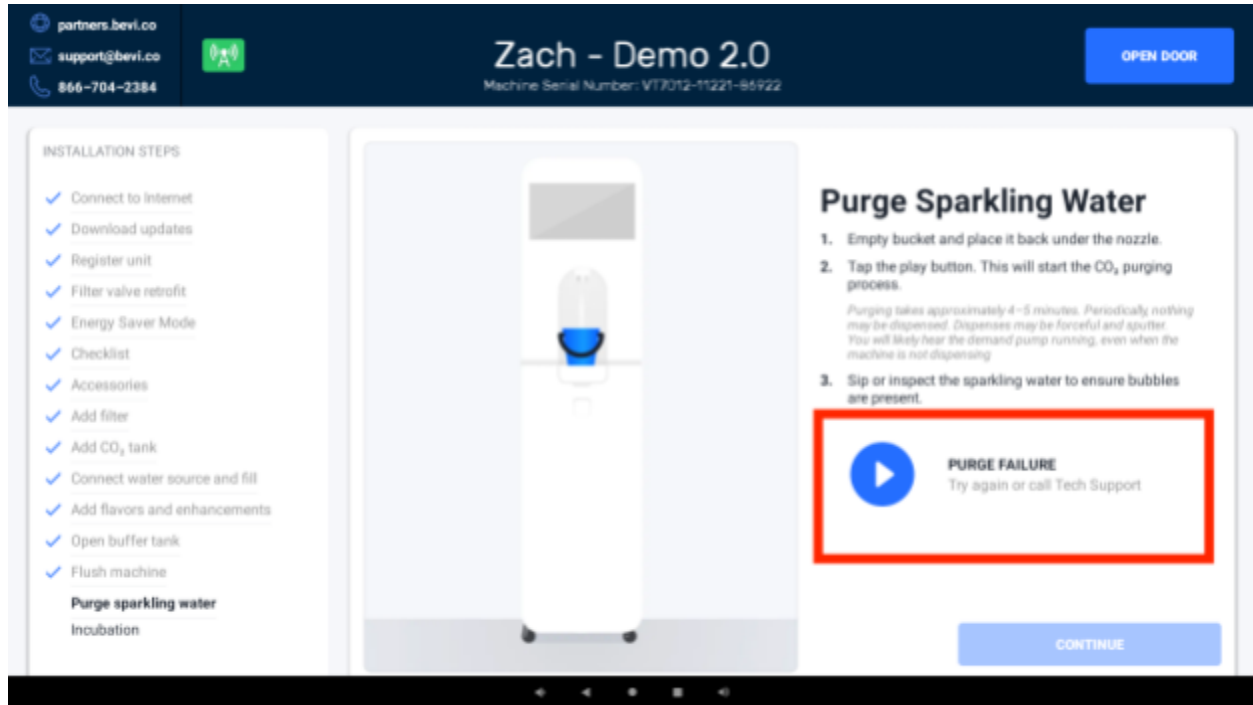 partners.bevi.co
support@bevi.co
866-704-2384
Zach - Demo 2.0
Machine Serial Number: VT7012-11221-86922
OPEN DOOR
INSTALLATION STEPS
Connect to Internet
Download updates
Register unit
Filter valve retrofit
Energy Saver Mode
Checklist
Accessories
Add filter
Add CO₂ tank
Connect water source and fill
Add flavors and enhancements
Open buffer tank
Flush machine
Purge sparkling water
Incubation
Purge Sparkling Water
1. Empty bucket and place it back under the nozzle.
2. Tap the play button. This will start the CO₂ purging
process.
Purging takes approximately 4-5 minutes. Periodically, nothing
may be dispensed. Dispenses may be forceful and sputter.
You will likely hear the demand pump running, even when the
machine is not dispensing
3. Sip or inspect the sparkling water to ensure bubbles
are present.
PURGE FAILURE
Try again or call Tech Support
CONTINUE